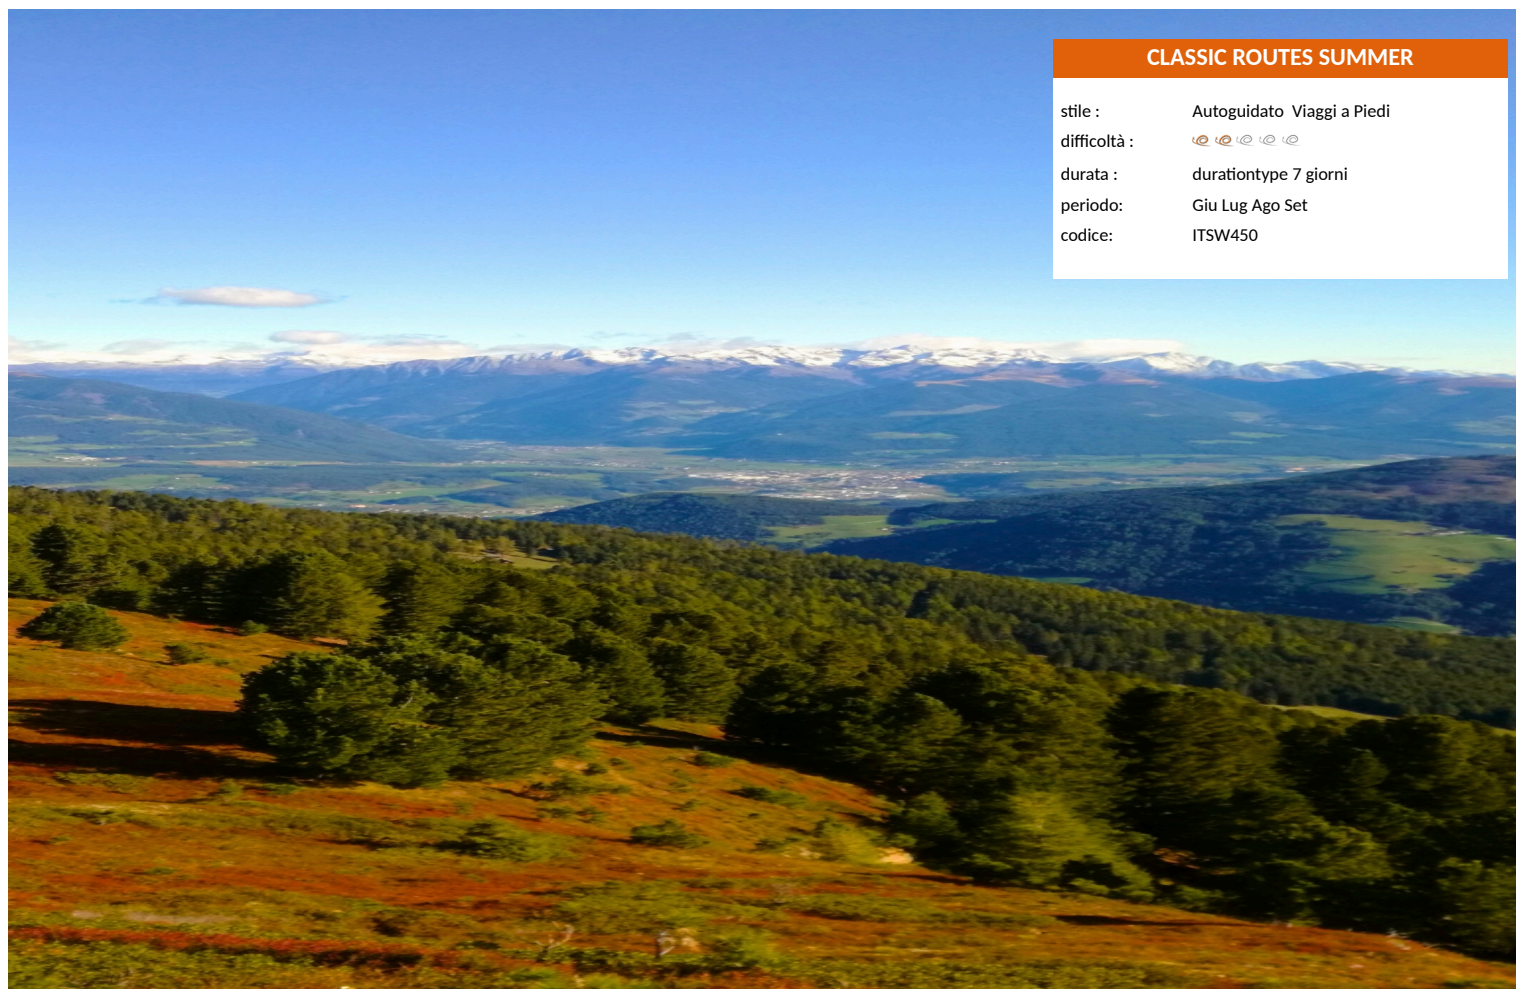 CLASSIC ROUTES SUMMER
stile : Autoguidato Viaggi a Piedi
difficoltà :
durata : durationtype 7 giorni
periodo: Giu Lug Ago Set
codice: ITSW450